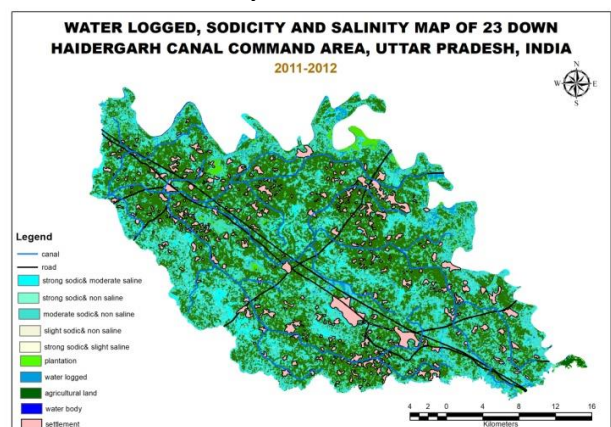 WATER LOGGED, SODICITY AND SALINITY MAP OF 23 DOWN
HAIDERGARH CANAL COMMAND AREA, UTTAR PRADESH, INDIA
2011-2012
N
W E
S
Legend
canal
road
strong sodic& moderate saline
strong sodic& non saline
moderate sodic& non saline
slight sodic& non saline
strong sodic& slight saline
plantation
water logged
agricultural land
water body
settlement
4 2 0 4 8 12 16
Kilometers